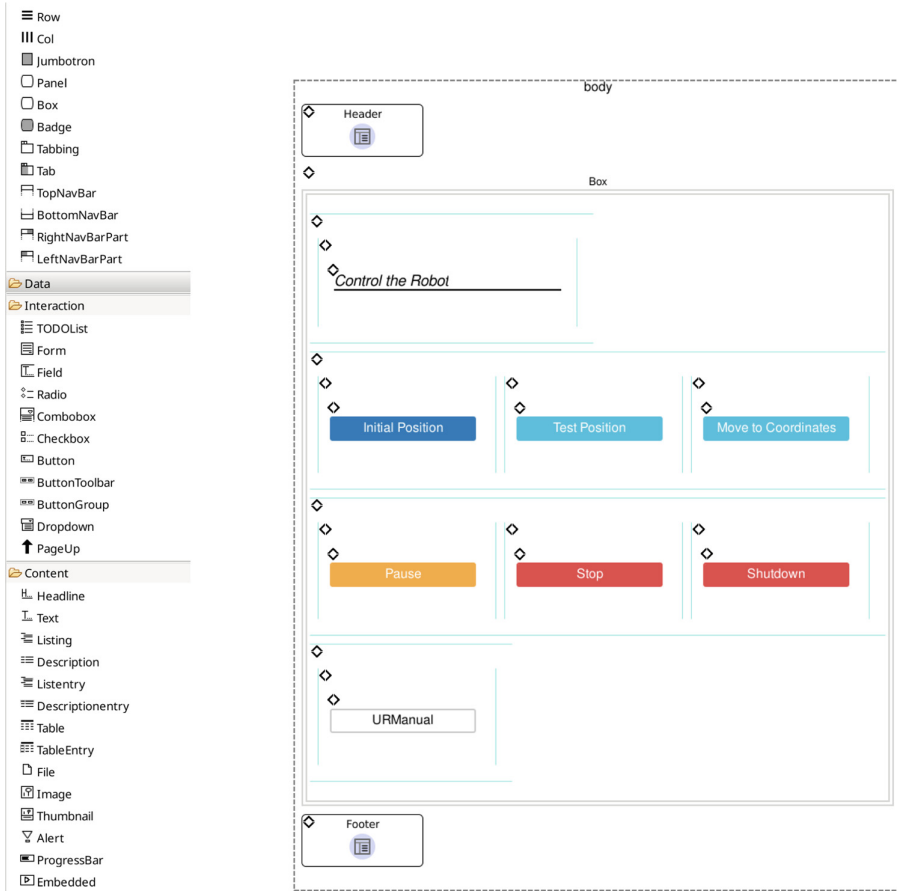 Row
Col
Jumbotron
Panel
Box
Badge
Tabbing
Tab
TopNavBar
BottomNavBar
RightNavBarPart
LeftNavBarPart
Data
Interaction
TODOList
Form
Field
Radio
Combobox
Checkbox
Button
ButtonToolbar
ButtonGroup
Dropdown
PageUp
Content
Headline
Text
Listing
Description
Listentry
Descriptionentry
Table
TableEntry
File
Image
Thumbnail
Alert
ProgressBar
Embedded
body
Header
Box
Control the Robot
Initial Position Test Position Move to Coordinates
Pause Stop Shutdown
URManual
Footer